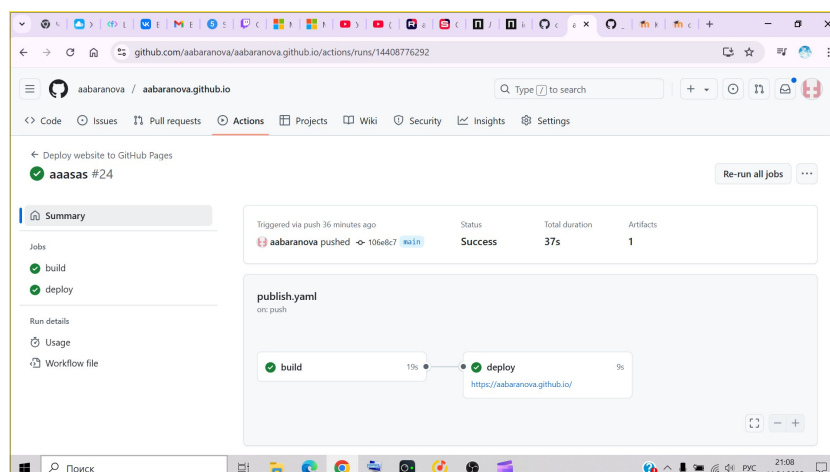 github.com/aabaranova/aabaranova.github.io/actions/runs/14408776292
aabaranova / aabaranova.github.io
Type / to search
Code Issues Pull requests Actions Projects Wiki Security Insights Settings
Deploy website to GitHub Pages
aaasas #24
Re-run all jobs
Summary
Jobs
build
deploy
Run details
Usage
Workflow file
Triggered via push 36 minutes ago
aabaranova pushed 106e8c7 main
Status
Success
Total duration
37s
Artifacts
1
publish.yaml
on: push
build 19s
deploy 9s
https://aabaranova.github.io/
Поиск
РУС
21:08